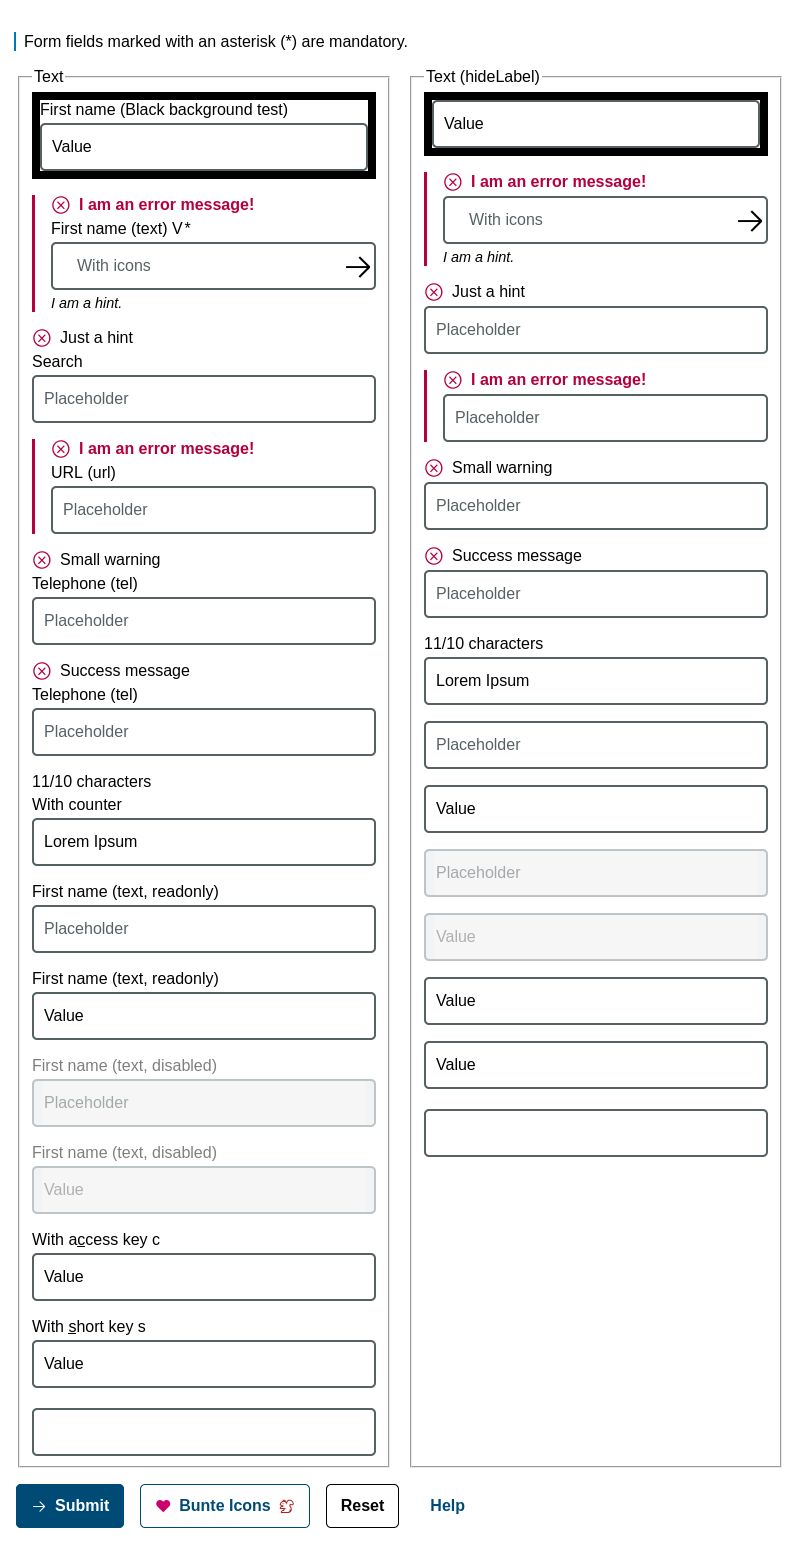 Form fields marked with an asterisk (*) are mandatory.
Text
First name (Black background test)
Value
I am an error message!
First name (text) V*
With icons
I am a hint.
Just a hint
Search
Placeholder
I am an error message!
URL (url)
Placeholder
Small warning
Telephone (tel)
Placeholder
Success message
Telephone (tel)
Placeholder
11/10 characters
With counter
Lorem Ipsum
First name (text, readonly)
Placeholder
First name (text, readonly)
Value
First name (text, disabled)
Placeholder
First name (text, disabled)
Value
With access key c
Value
With short key s
Value
Text (hideLabel)
Value
I am an error message!
With icons
I am a hint.
Just a hint
Placeholder
I am an error message!
Placeholder
Small warning
Placeholder
Success message
Placeholder
11/10 characters
Lorem Ipsum
Placeholder
Value
Placeholder
Value
Value
Value
Submit
Bunte Icons
Reset
Help